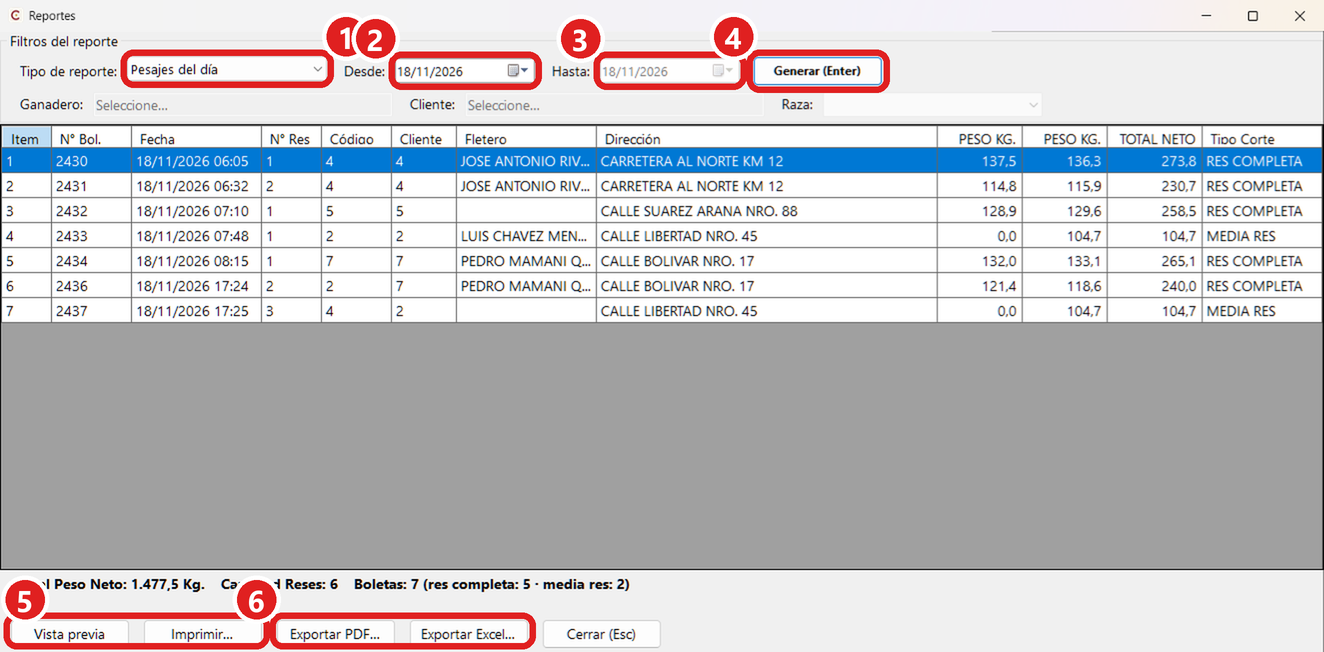 Reportes
Filtros del reporte
1 2 3 4
Tipo de reporte: Pesajes del día Desde: 18/11/2026 Hasta: 18/11/2026 Generar (Enter)
Ganadero: Seleccione... Cliente: Seleccione... Raza:
Item N° Bol. Fecha N° Res Código Cliente Fletero Dirección PESO KG. PESO KG. TOTAL NETO Tipo Corte
1 2430 18/11/2026 06:05 1 4 4 JOSE ANTONIO RIV... CARRETERA AL NORTE KM 12 137,5 136,3 273,8 RES COMPLETA
2 2431 18/11/2026 06:32 2 4 4 JOSE ANTONIO RIV... CARRETERA AL NORTE KM 12 114,8 115,9 230,7 RES COMPLETA
3 2432 18/11/2026 07:10 1 5 5 CALLE SUAREZ ARANA NRO. 88 128,9 129,6 258,5 RES COMPLETA
4 2433 18/11/2026 07:48 1 2 2 LUIS CHAVEZ MEN... CALLE LIBERTAD NRO. 45 0,0 104,7 104,7 MEDIA RES
5 2434 18/11/2026 08:15 1 7 7 PEDRO MAMANI Q... CALLE BOLIVAR NRO. 17 132,0 133,1 265,1 RES COMPLETA
6 2436 18/11/2026 17:24 2 2 7 PEDRO MAMANI Q... CALLE BOLIVAR NRO. 17 121,4 118,6 240,0 RES COMPLETA
7 2437 18/11/2026 17:25 3 4 2 CALLE LIBERTAD NRO. 45 0,0 104,7 104,7 MEDIA RES
Peso Neto: 1.477,5 Kg. Reses: 6 Boletas: 7 (res completa: 5 · media res: 2)
5 6
Vista previa Imprimir... Exportar PDF... Exportar Excel... Cerrar (Esc)